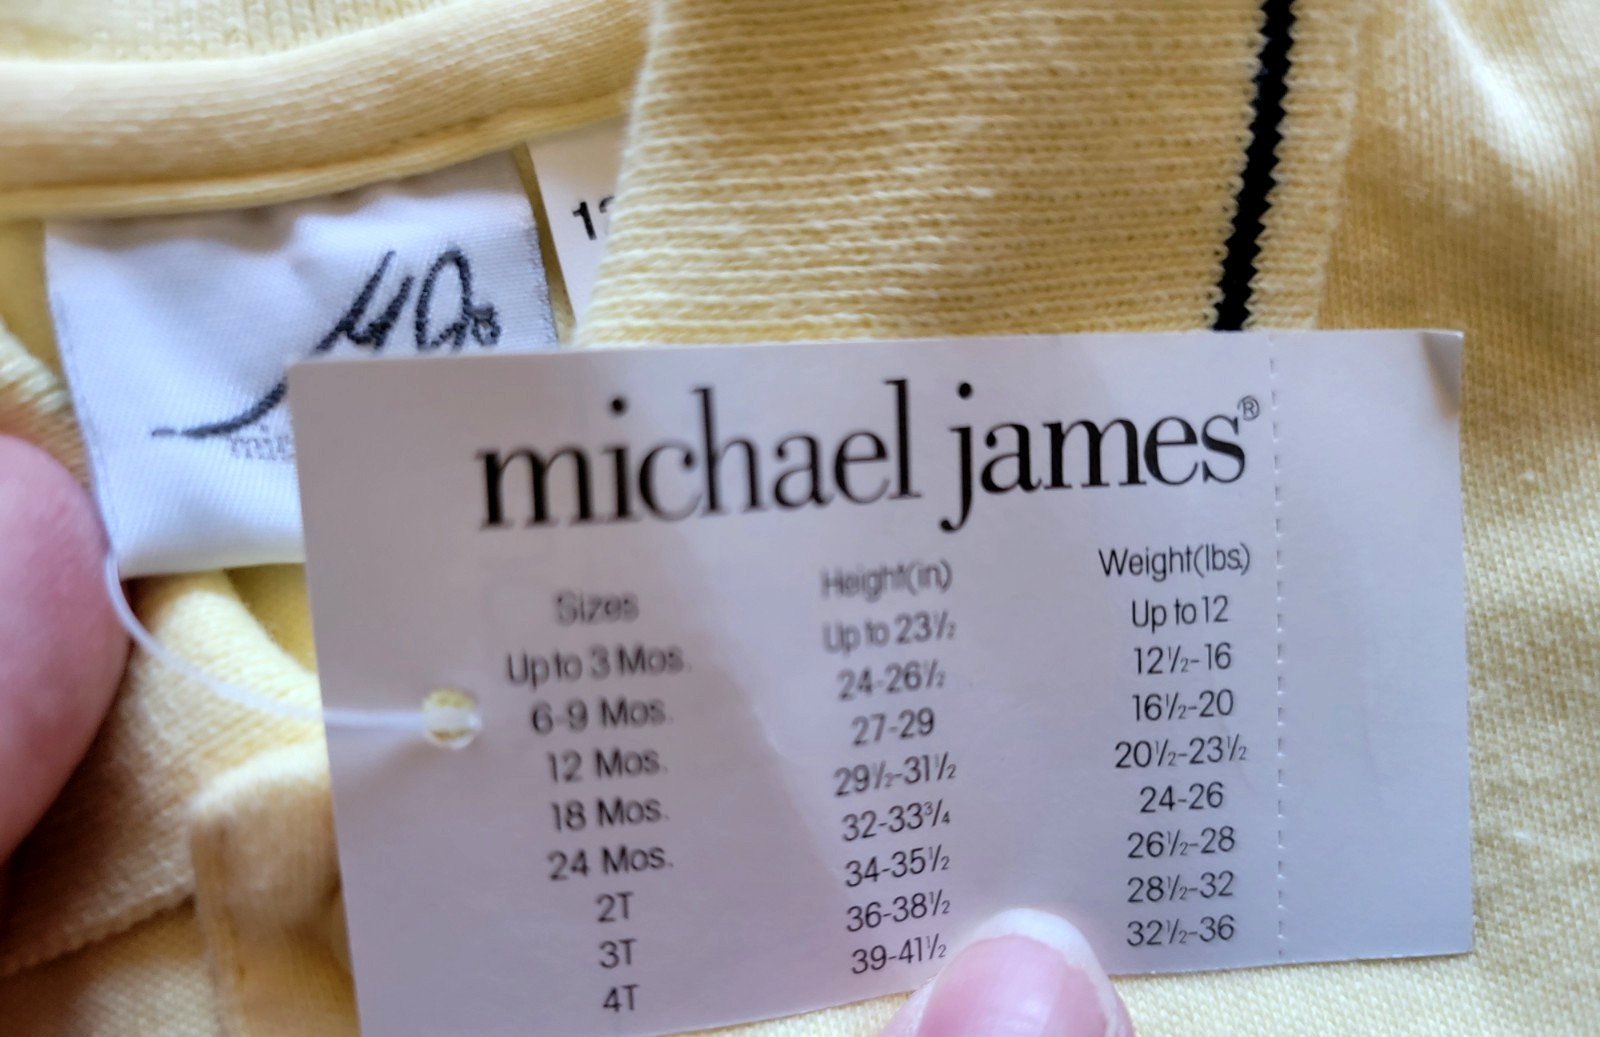 12
mic
michael james®
Sizes Height(in) Weight(lbs.)
Up to 3 Mos. Up to 23½ Up to 12
6-9 Mos. 24-26½ 12½-16
12 Mos. 27-29 16½-20
18 Mos. 29½-31½ 20½-23½
24 Mos. 32-33¾ 24-26
2T 34-35½ 26½-28
3T 36-38½ 28½-32
4T 39-41½ 32½-36